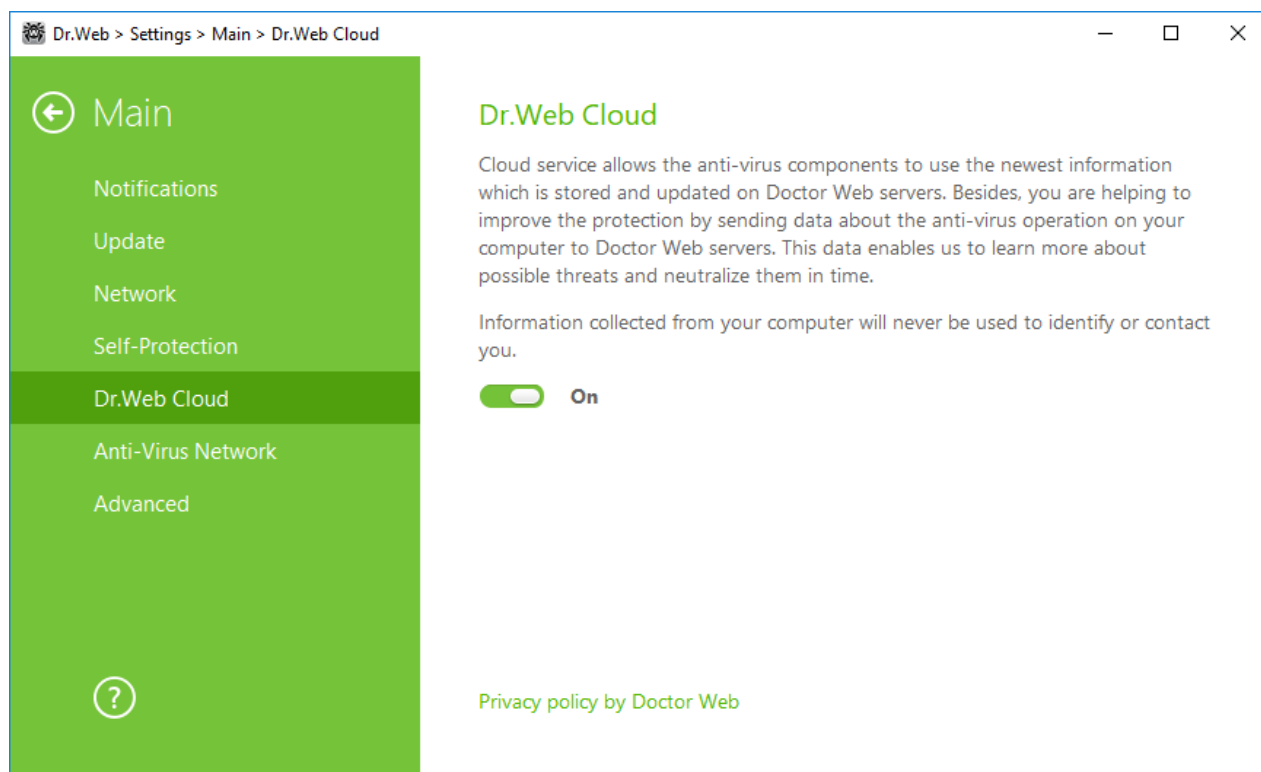 Dr.Web > Settings > Main > Dr.Web Cloud
Main
Notifications
Update
Network
Self-Protection
Dr.Web Cloud
Anti-Virus Network
Advanced
?
Dr.Web Cloud
Cloud service allows the anti-virus components to use the newest information
which is stored and updated on Doctor Web servers. Besides, you are helping to
improve the protection by sending data about the anti-virus operation on your
computer to Doctor Web servers. This data enables us to learn more about
possible threats and neutralize them in time.
Information collected from your computer will never be used to identify or contact
you.
On
Privacy policy by Doctor Web